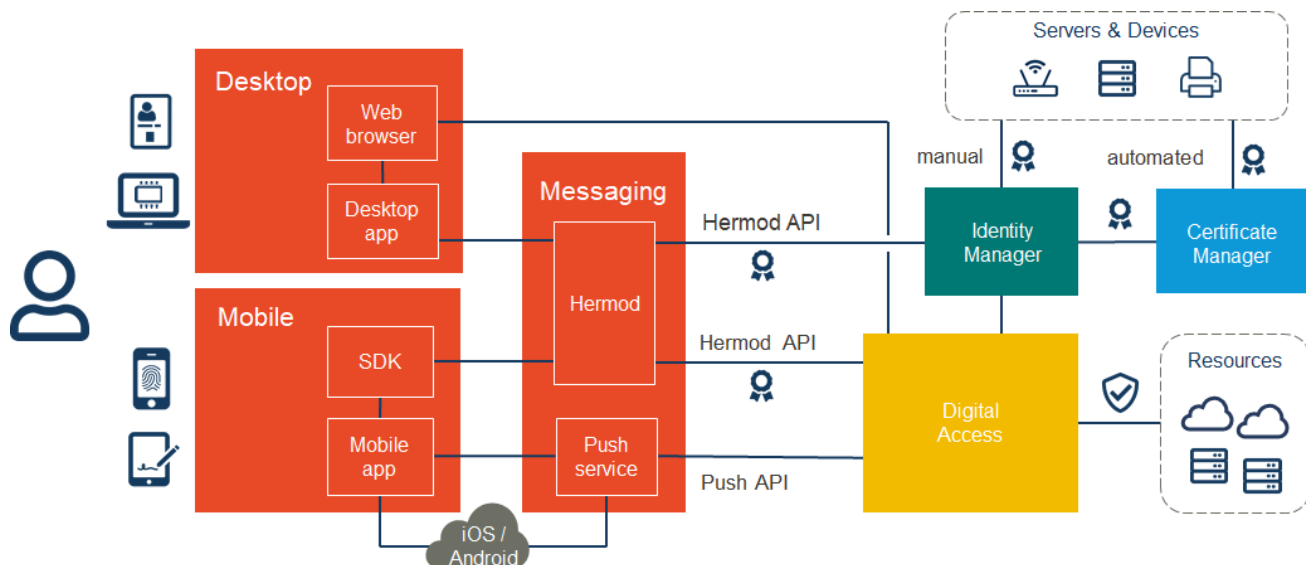 Servers & Devices
Desktop
Web
browser
manual
automated
Messaging
Desktop
app
Hermod API
Identity
Manager
Certificate
Manager
Hermod
Mobile
SDK
Hermod API
Resources
Digital
Access
Mobile
app
Push
service
Push API
iOS /
Android